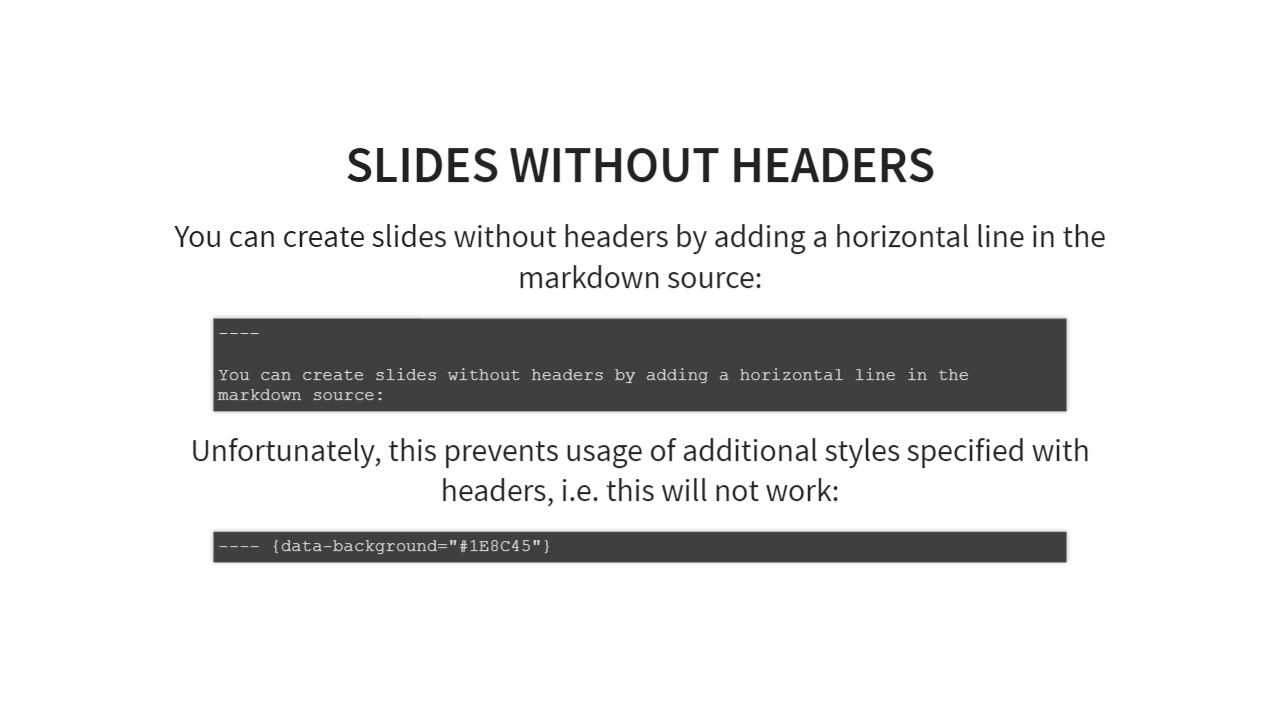 SLIDES WITHOUT HEADERS
You can create slides without headers by adding a horizontal line in the
markdown source:
----
You can create slides without headers by adding a horizontal line in the
markdown source:
Unfortunately, this prevents usage of additional styles specified with
headers, i.e. this will not work:
---- {data-background="#1E8C45"}